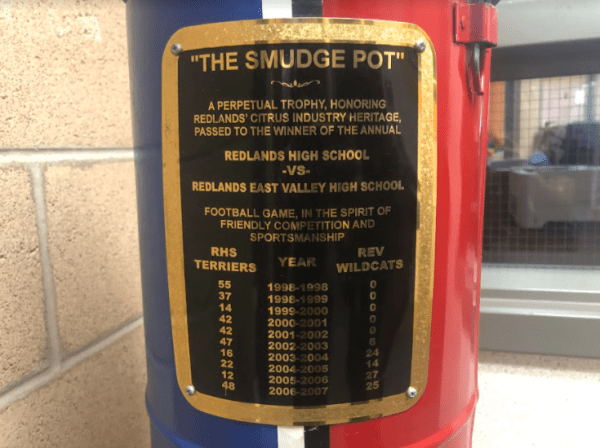 "THE SMUDGE POT"
A PERPETUAL TROPHY, HONORING
REDLANDS' CITRUS INDUSTRY HERITAGE,
PASSED TO THE WINNER OF THE ANNUAL
REDLANDS HIGH SCHOOL
-VS-
REDLANDS EAST VALLEY HIGH SCHOOL
FOOTBALL GAME, IN THE SPIRIT OF
FRIENDLY COMPETITION AND
SPORTSMANSHIP
RHS TERRIERS YEAR REV WILDCATS
55 1998-1998 0
37 1998-1999 0
14 1999-2000 0
42 2000-2001 0
42 2001-2002 0
47 2002-2003 6
16 2003-2004 24
22 2004-2005 14
12 2005-2006 27
48 2006-2007 25